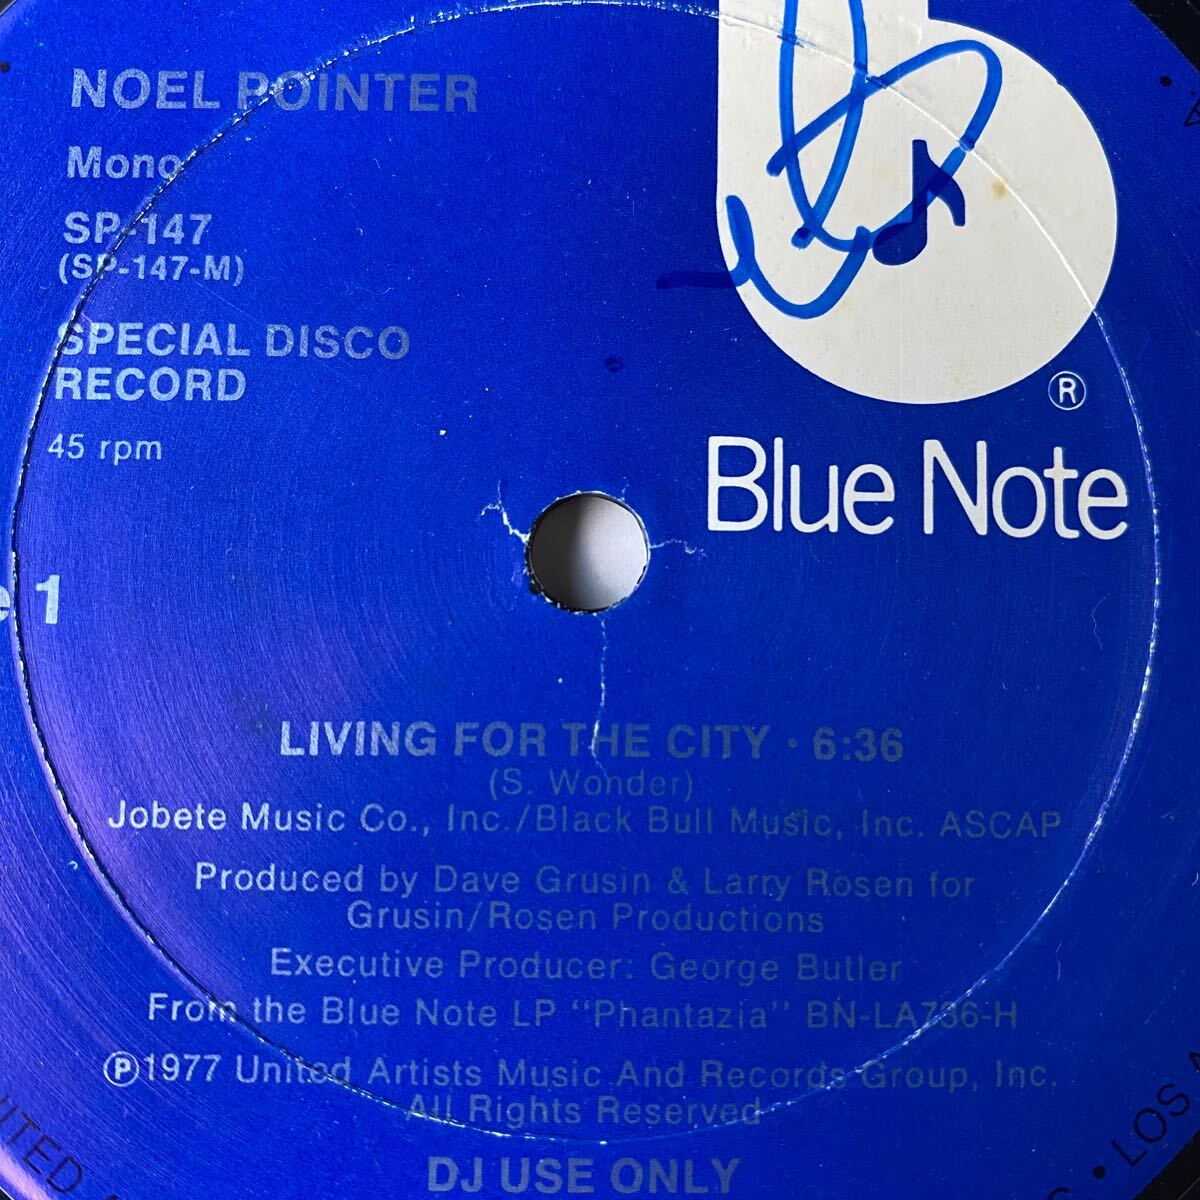 NOEL POINTER
Mono
SP-147
(SP-147-M)
SPECIAL DISCO
RECORD
45 rpm
®
Blue Note
1
LIVING FOR THE CITY · 6:36
(S. Wonder)
Jobete Music Co., Inc./Black Bull Music, Inc. ASCAP
Produced by Dave Grusin & Larry Rosen for
Grusin/Rosen Productions
Executive Producer: George Butler
From the Blue Note LP "Phantazia" BN-LA736-H
℗1977 United Artists Music And Records Group, Inc.
All Rights Reserved
DJ USE ONLY
• LOS